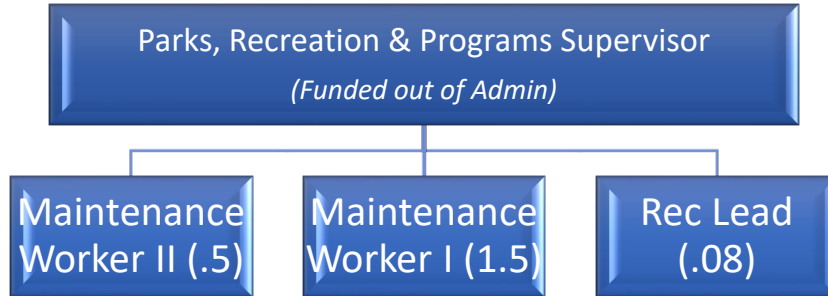 Parks, Recreation & Programs Supervisor
(Funded out of Admin)
Maintenance
Worker II (.5)
Maintenance
Worker I (1.5)
Rec Lead
(.08)